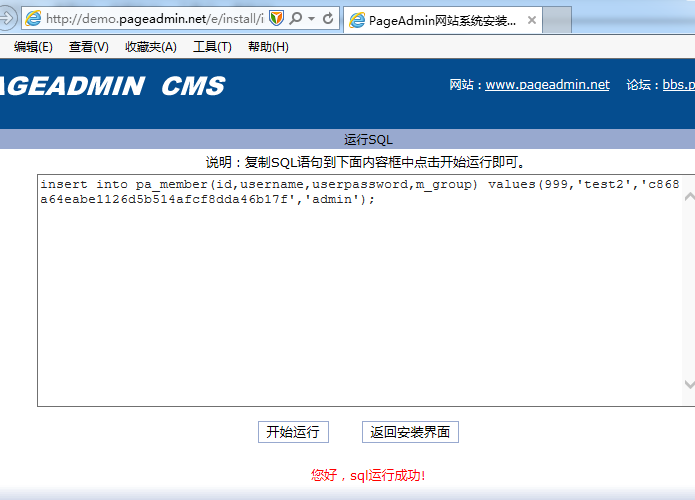 http://demo.pageadmin.net/e/install/i
PageAdmin网站系统安装...
编辑(E) 查看(V) 收藏夹(A) 工具(T) 帮助(H)
AGEADMIN CMS
网站：www.pageadmin.net 论坛：bbs.p
运行SQL
说明：复制SQL语句到下面内容框中点击开始运行即可。
insert into pa_member(id,username,userpassword,m_group) values(999,'test2','c868
a64eabe1126d5b514afcf8dda46b17f','admin');
开始运行 返回安装界面
您好，sql运行成功!